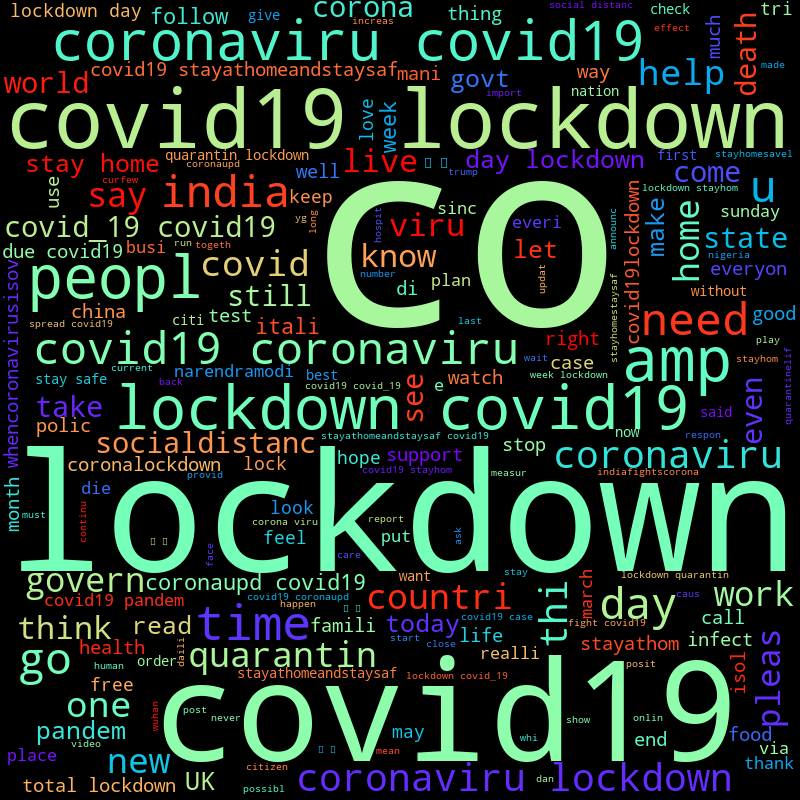 lockdown day
follow
give
increas
corona
social distanc
thing
check
effect
much
made
tri
death
coronaviru covid19
world
covid19 stayathomeandstaysaf
mani
govt
way
help
import
nation
covid19 lockdown
love
week
stay home
quarantin lockdown
coronaupd
curfew
well
live
day lockdown
trump
first
stayhomesavel
come
u
use
say
india
keep
long
yg
co
hospit
viru
sinc
everi
know
let
announc
covid19lockdown
lockdown stayhom
make
home
sunday
state
nigeria
everyon
covid_19 covid19
due covid19
busi
run
togeth
whencoronavirusisov
peopl
covid
still
di
plan
updat
number
stayhomestaysaf
without
good
china
spread covid19
citi
test
itali
last
need
play
covid19 coronaviru
right
case
wait
amp
stayhom
quarantinelif
current
stay safe
back
narendramodi
best
covid19 covid_19
e
see
watch
week lockdown
take
polic
lockdown covid19
even
said
now
respon
socialdistanc
stayathomeandstaysaf covid19
stop
month
coronalockdown
lock
hope
support
covid19 stayhom
measur
coronaviru
indiafightscorona
die
provid
must
continu
look
corona viru
feel
face
report
put
care
ask
lockdown
govern
coronaupd covid19
want
stay
lockdown quarantin
covid19 pandem
covid19 coronaupd
happen
countri
thi
march
day
caus
work
think
read
time
famili
today
start
close
life
covid19 case
fight covid19
call
infect
stayathom
realli
health
daili
human
order
quarantin
go
free
stayathomeandstaysaf
lockdown covid_19
posit
isol
pleas
one
wuhan
post
never
covid19
whi
show
onlin
pandem
video
may
mean
end
food
via
place
new
citizen
thank
total lockdown
UK
possibl
coronaviru lockdown
dan